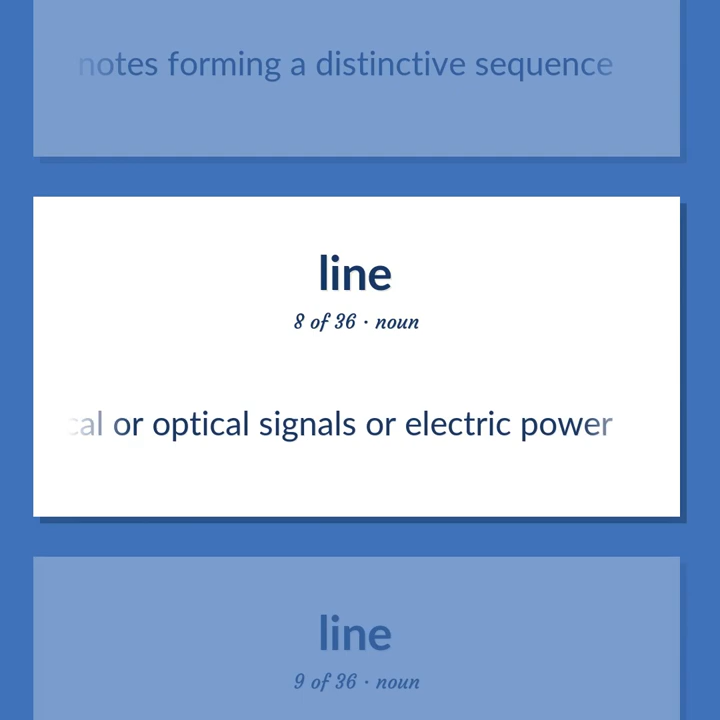 notes forming a distinctive sequence
line
8 of 36 · noun
cal or optical signals or electric power
line
9 of 36 · noun